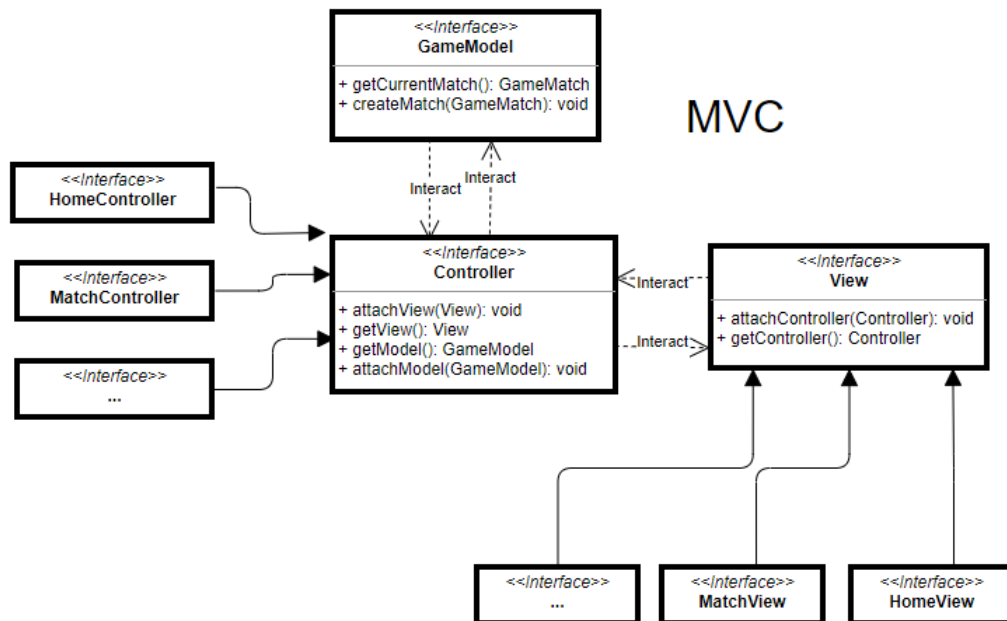 <<Interface>>
GameModel
+ getCurrentMatch(): GameMatch
+ createMatch(GameMatch): void
MVC
Interact
Interact
<<Interface>>
HomeController
<<Interface>>
MatchController
<<Interface>>
...
<<Interface>>
Controller
+ attachView(View): void
+ getView(): View
+ getModel(): GameModel
+ attachModel(GameModel): void
Interact
Interact
<<Interface>>
View
+ attachController(Controller): void
+ getController(): Controller
<<Interface>>
...
<<Interface>>
MatchView
<<Interface>>
HomeView